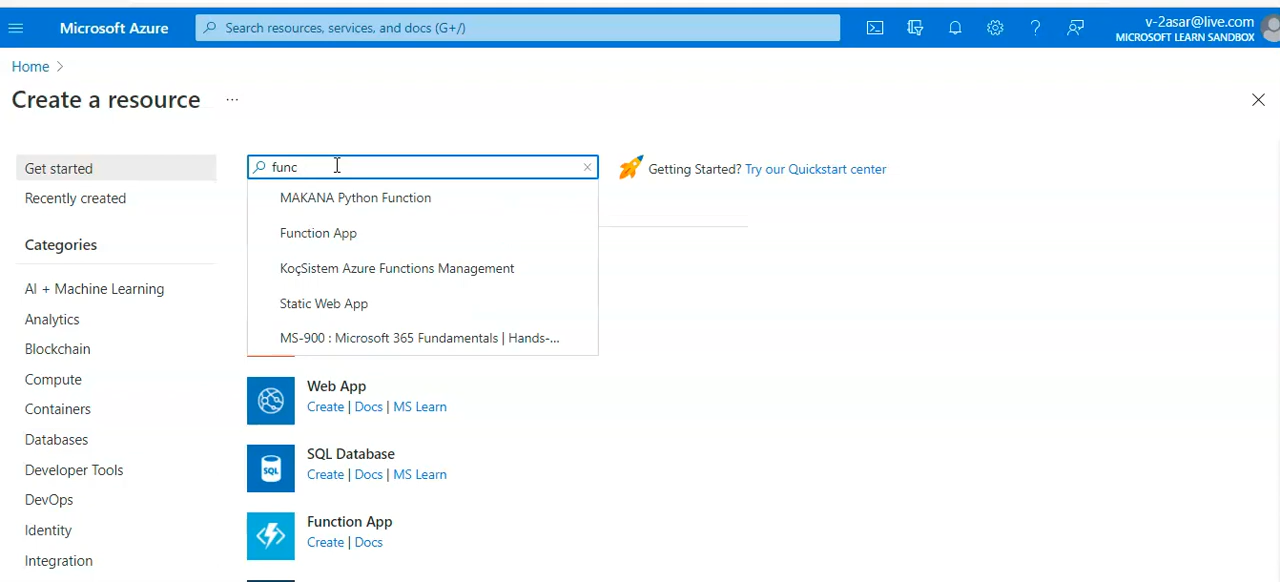 Microsoft Azure
Search resources, services, and docs (G+/)
v-2asar@live.com
MICROSOFT LEARN SANDBOX
Home
Create a resource
...
Get started
Recently created
Categories
AI + Machine Learning
Analytics
Blockchain
Compute
Containers
Databases
Developer Tools
DevOps
Identity
Integration
func
MAKANA Python Function
Function App
KoçSistem Azure Functions Management
Static Web App
MS-900 : Microsoft 365 Fundamentals | Hands-...
Getting Started? Try our Quickstart center
Web App
Create | Docs | MS Learn
SQL
SQL Database
Create | Docs | MS Learn
Function App
Create | Docs